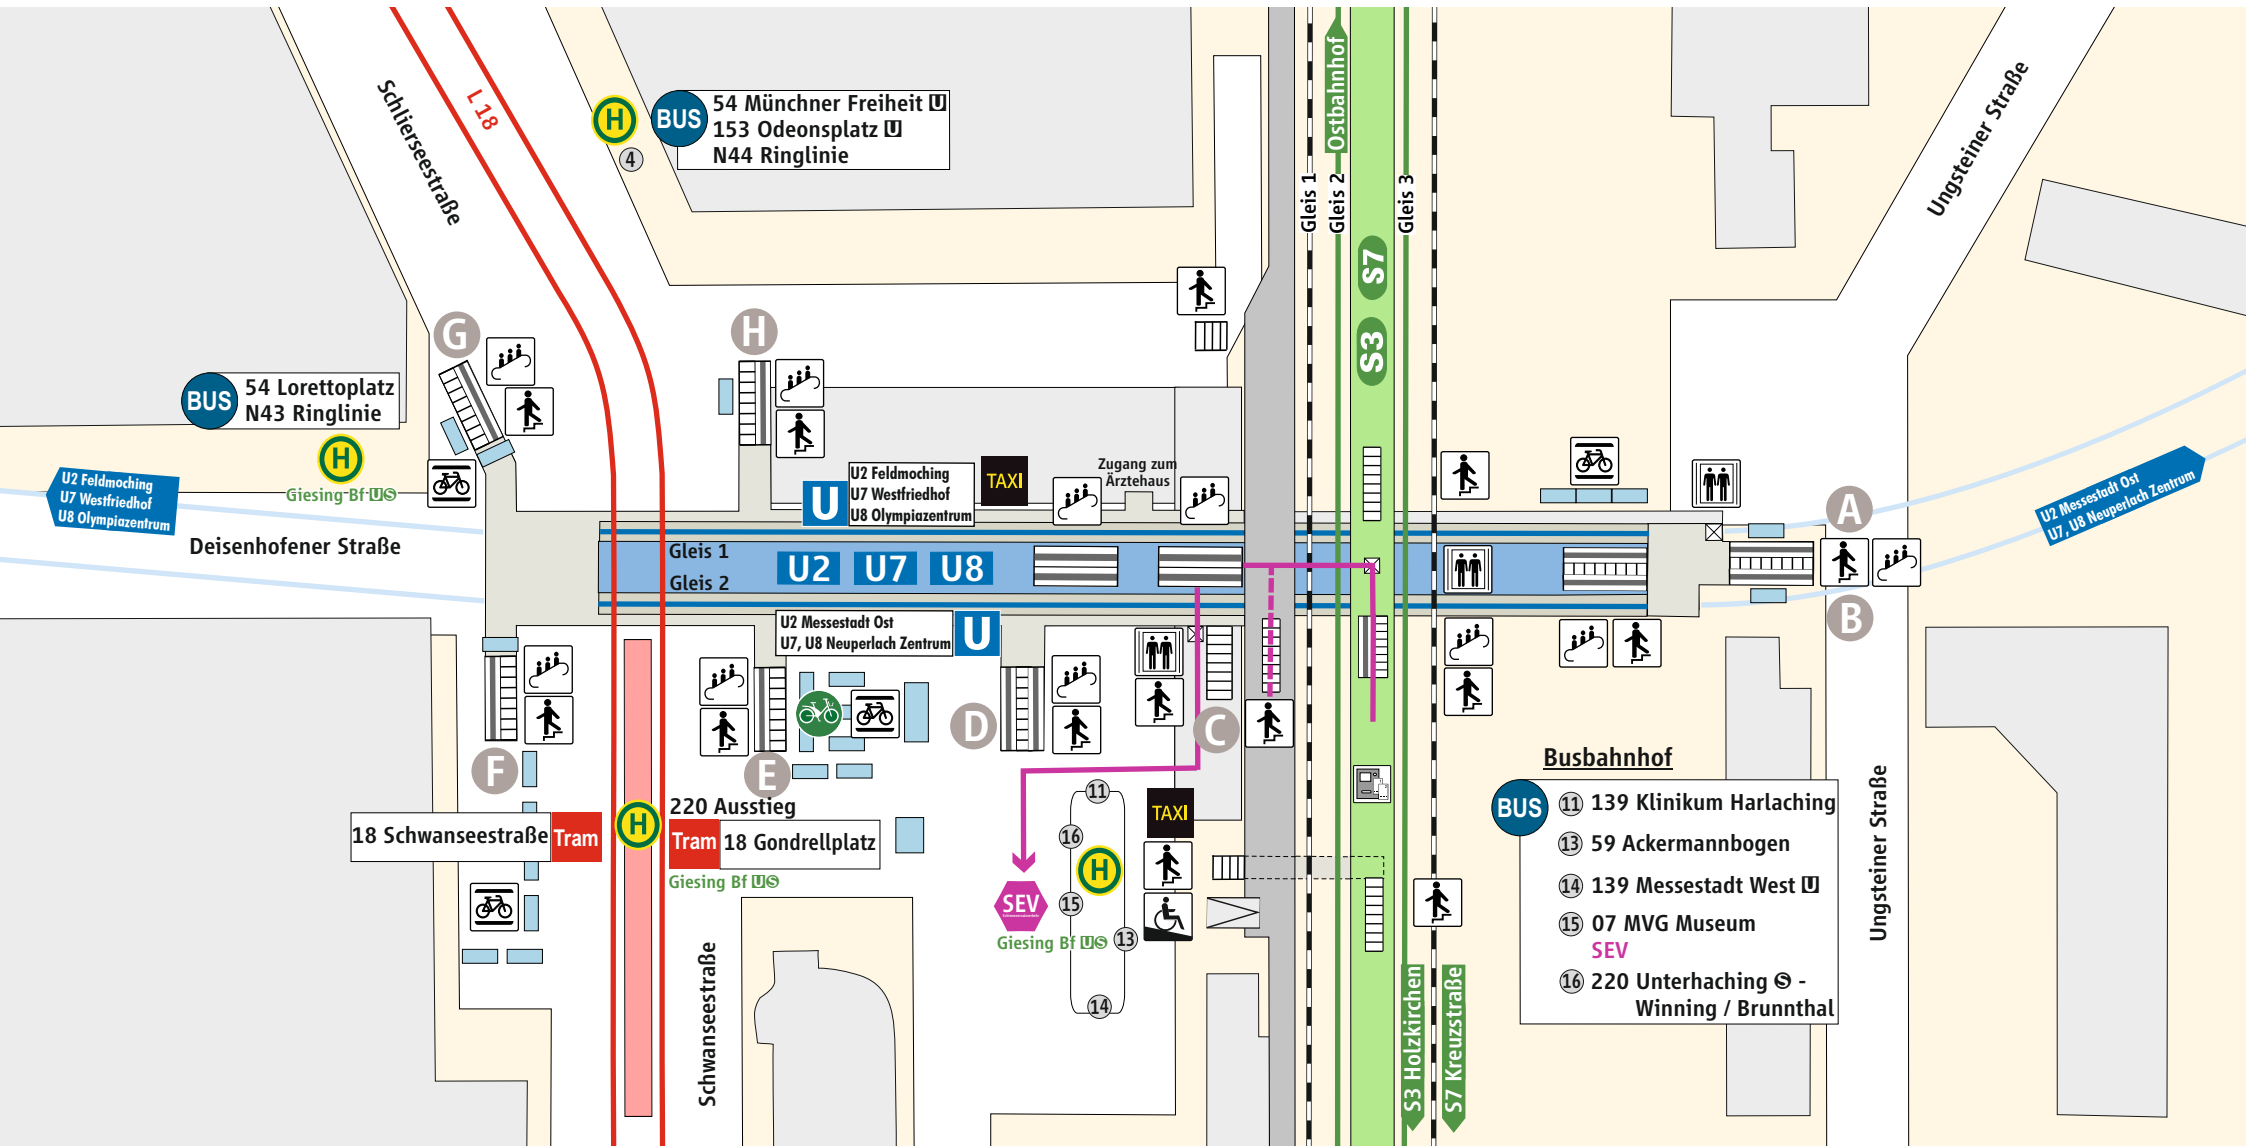 Schlierseestraße
L 18
H
4
BUS
54 Münchner Freiheit U
153 Odeonsplatz U
N44 Ringlinie
Ostbahnhof
Gleis 1
Gleis 2
Gleis 3
S7
S3
Ungsteiner Straße
G
H
BUS
54 Lorettoplatz
N43 Ringlinie
H
Giesing Bf U S
U2 Feldmoching
U7 Westfriedhof
U8 Olympiazentrum
Deisenhofener Straße
U
U2 Feldmoching
U7 Westfriedhof
U8 Olympiazentrum
TAXI
Zugang zum
Ärztehaus
A
U2 Messestadt Ost
U7, U8 Neuperlach Zentrum
Gleis 1
Gleis 2
U2
U7
U8
B
U2 Messestadt Ost
U7, U8 Neuperlach Zentrum
U
F
E
D
C
18 Schwanseestraße
Tram
H
220 Ausstieg
Tram
18 Gondrellplatz
Giesing Bf U S
Schwanseestraße
SEV
Giesing Bf U S
11
16
H
15
13
14
TAXI
S3 Holzkirchen
S7 Kreuzstraße
Busbahnhof
BUS
11 139 Klinikum Harlaching
13 59 Ackermannbogen
14 139 Messestadt West U
15 07 MVG Museum
SEV
16 220 Unterhaching S -
Winning / Brunnthal
Ungsteiner Straße